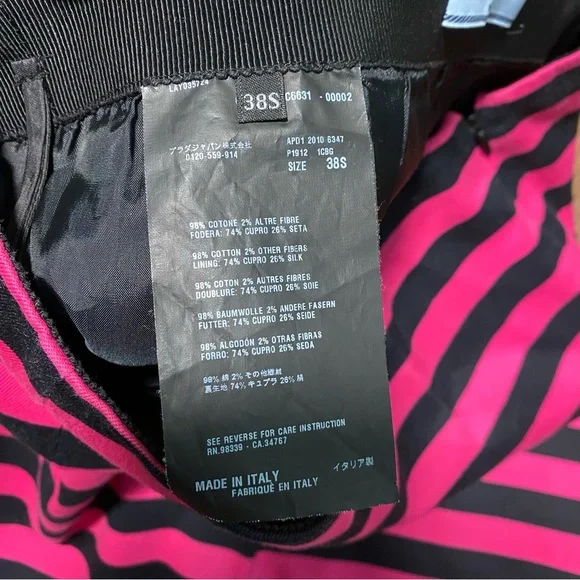 LAY035724
38S
C6631 - 00002
プラダジャパン株式会社
0120-559-914
APD1 2010 6347
P1912 1CBG
SIZE 38S
98% COTONE 2% ALTRE FIBRE
FODERA: 74% CUPRO 26% SETA
98% COTTON 2% OTHER FIBERS
LINING: 74% CUPRO 26% SILK
98% COTON 2% AUTRES FIBRES
DOUBLURE: 74% CUPRO 26% SOIE
98% BAUMWOLLE 2% ANDERE FASERN
FUTTER: 74% CUPRO 26% SEIDE
98% ALGODÓN 2% OTRAS FIBRAS
FORRO: 74% CUPRO 26% SEDA
98% 綿 2% その他繊維
裏生地 74% キュプラ 26% 絹
SEE REVERSE FOR CARE INSTRUCTION
RN.98339 - CA.34767
MADE IN ITALY
FABRIQUÉ EN ITALY
イタリア製